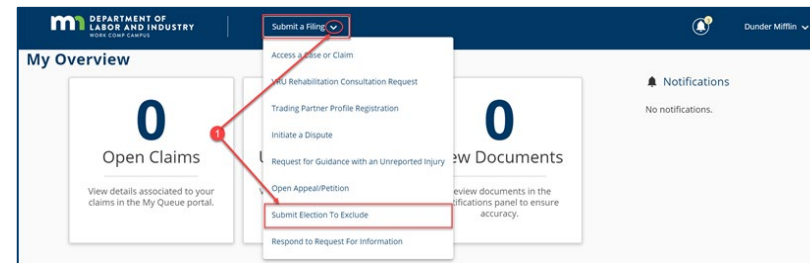 DEPARTMENT OF
LABOR AND INDUSTRY
WORK COMP CAMPUS
Submit a Filing
Dunder Mifflin
My Overview
Access a Case or Claim
VRU Rehabilitation Consultation Request
Trading Partner Profile Registration
Initiate a Dispute
Request for Guidance with an Unreported Injury
Open Appeal/Petition
Submit Election To Exclude
Respond to Request For Information
1
0
Open Claims
View details associated to your
claims in the My Queue portal.
0
ew Documents
eview documents in the
tifications panel to ensure
accuracy.
Notifications
No notifications.